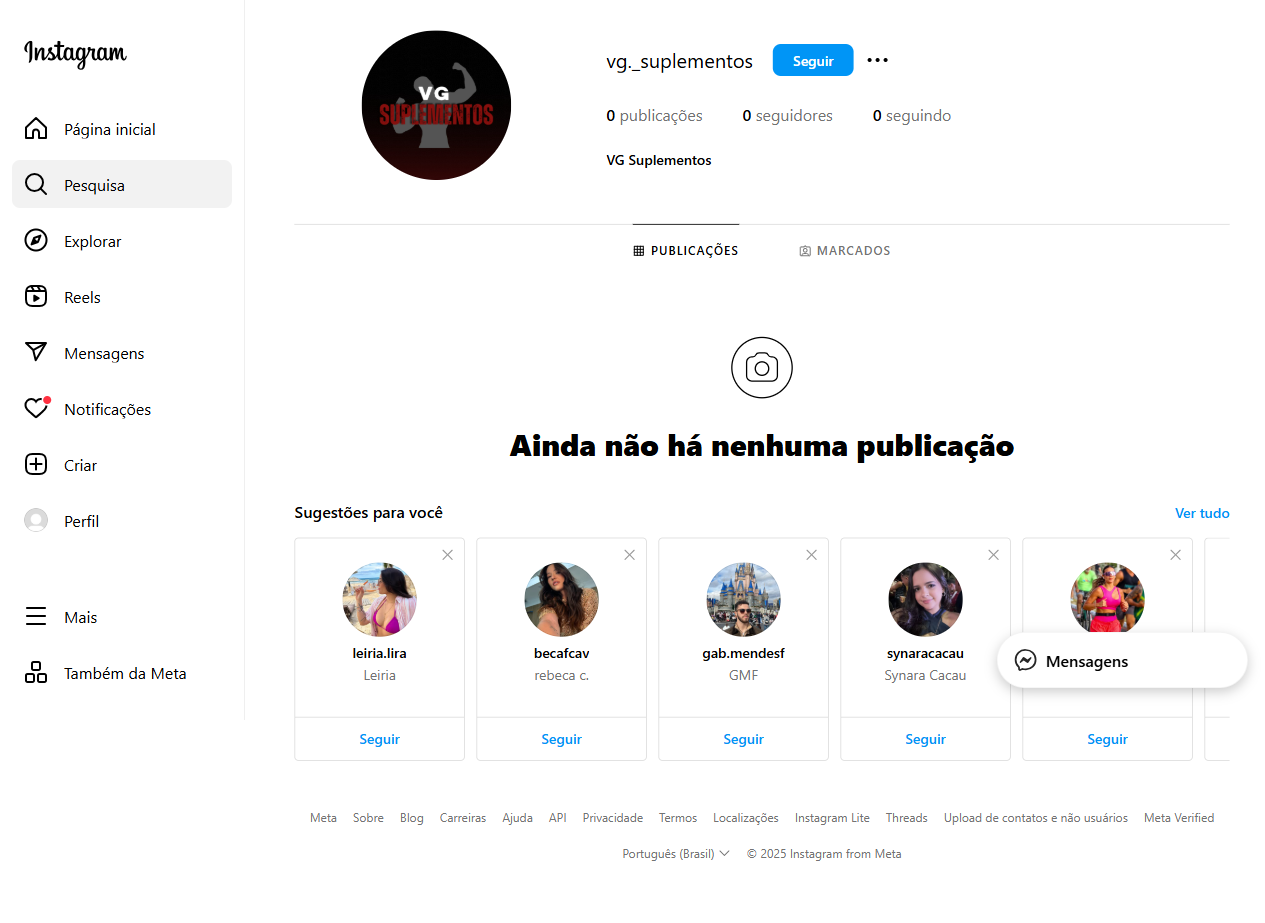 Instagram
Página inicial
Pesquisa
Explorar
Reels
Mensagens
Notificações
Criar
Perfil
Mais
Também da Meta
VG
SUPLEMENTOS
vg._suplementos Seguir
0 publicações 0 seguidores 0 seguindo
VG Suplementos
PUBLICAÇÕES MARCADOS
Ainda não há nenhuma publicação
Sugestões para você Ver tudo
leiria.lira becafcav gab.mendesf synaracacau
Leiria rebeca c. GMF Synara Cacau
Mensagens
Seguir Seguir Seguir Seguir Seguir
Meta Sobre Blog Carreiras Ajuda API Privacidade Termos Localizações Instagram Lite Threads Upload de contatos e não usuários Meta Verified
Português (Brasil) © 2025 Instagram from Meta